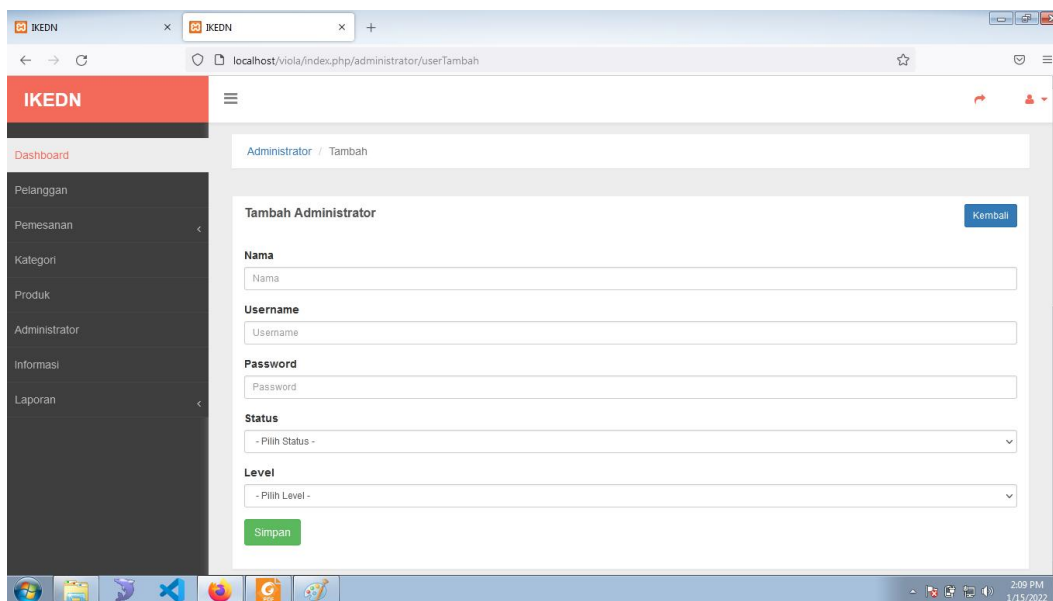 IKEDN
IKEDN
localhost/viola/index.php/administrator/userTambah
IKEDN
Dashboard
Pelanggan
Pemesanan
Kategori
Produk
Administrator
Informasi
Laporan
Administrator / Tambah
Tambah Administrator
Kembali
Nama
Nama
Username
Username
Password
Password
Status
- Pilih Status -
Level
- Pilih Level -
Simpan
2:09 PM
1/15/2022